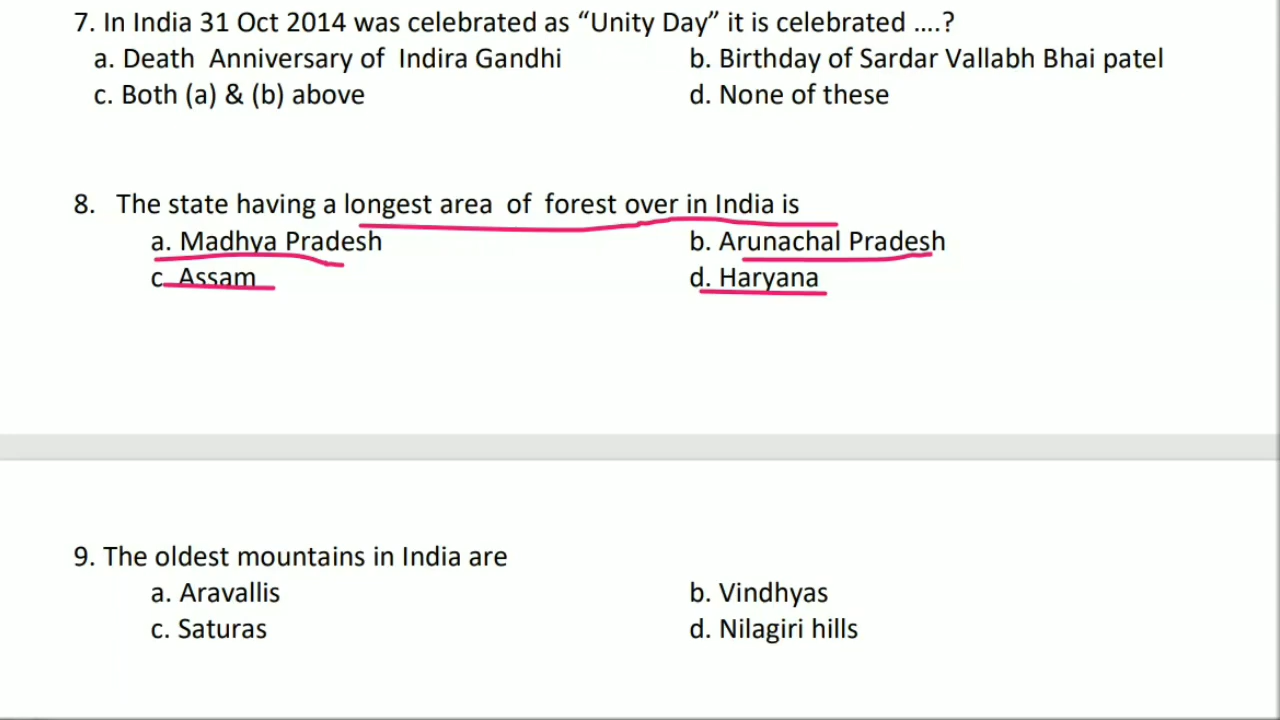 7. In India 31 Oct 2014 was celebrated as “Unity Day” it is celebrated ....?
a. Death Anniversary of Indira Gandhi b. Birthday of Sardar Vallabh Bhai patel
c. Both (a) & (b) above d. None of these
8. The state having a longest area of forest over in India is
a. Madhya Pradesh b. Arunachal Pradesh
c. Assam d. Haryana
9. The oldest mountains in India are
a. Aravallis b. Vindhyas
c. Saturas d. Nilagiri hills